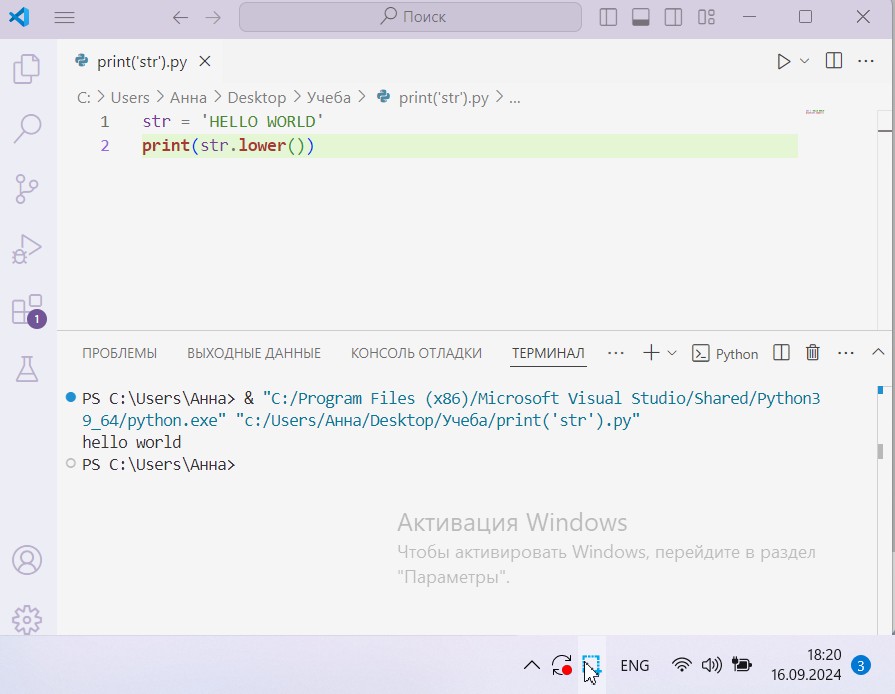 Поиск
print('str').py
C: > Users > Анна > Desktop > Учеба > print('str').py > ...
1 str = 'HELLO WORLD'
2 print(str.lower())
1
ПРОБЛЕМЫ ВЫХОДНЫЕ ДАННЫЕ КОНСОЛЬ ОТЛАДКИ ТЕРМИНАЛ ··· Python ···
PS C:\Users\Анна> & "C:/Program Files (x86)/Microsoft Visual Studio/Shared/Python3
9_64/python.exe" "c:/Users/Анна/Desktop/Учеба/print('str').py"
hello world
PS C:\Users\Анна>
Активация Windows
Чтобы активировать Windows, перейдите в раздел
"Параметры".
ENG
18:20
16.09.2024
3